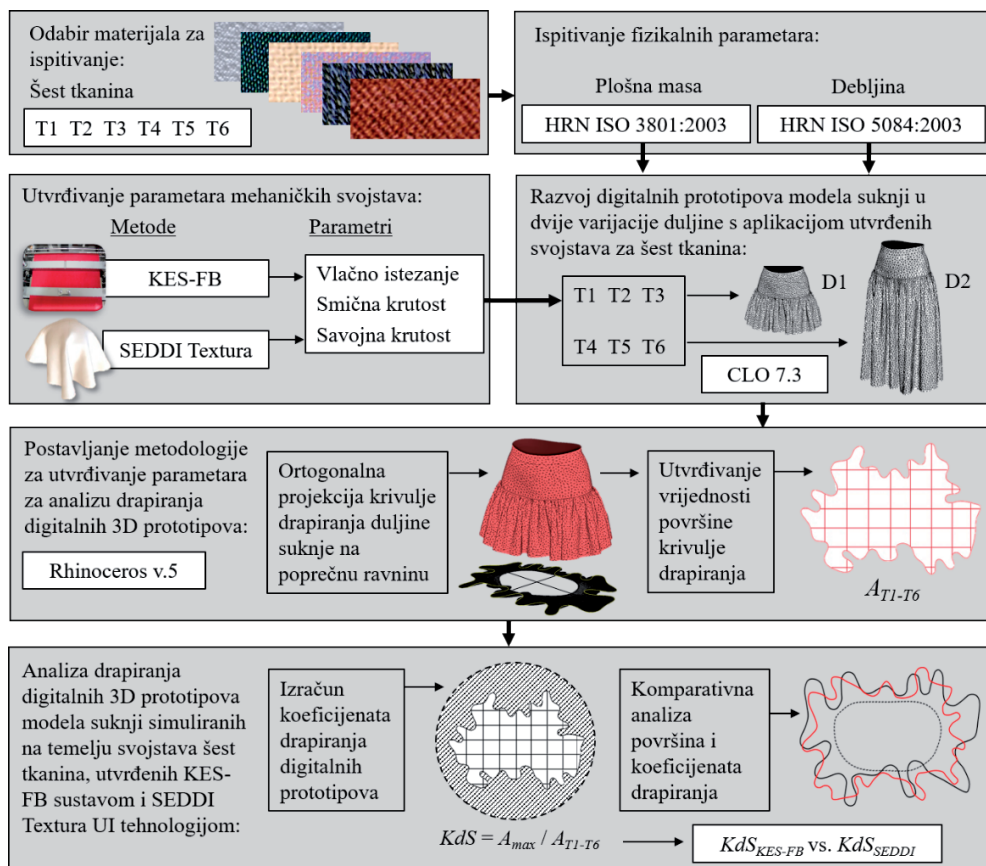 Odabir materijala za
ispitivanje:
Šest tkanina
T1 T2 T3 T4 T5 T6
Ispitivanje fizikalnih parametara:
Plošna masa
HRN ISO 3801:2003
Debljina
HRN ISO 5084:2003
Utvrđivanje parametara mehaničkih svojstava:
Metode
KES-FB
SEDDI Textura
Parametri
Vlačno istezanje
Smična krutost
Savojna krutost
Razvoj digitalnih prototipova modela suknji u
dvije varijacije duljine s aplikacijom utvrđenih
svojstava za šest tkanina:
T1 T2 T3
T4 T5 T6
D1
D2
CLO 7.3
Postavljanje metodologije
za utvrđivanje parametara
za analizu drapiranja
digitalnih 3D prototipova:
Rhinoceros v.5
Ortogonalna
projekcija krivulje
drapiranja duljine
suknje na
poprečnu ravninu
Utvrđivanje
vrijednosti
površine
krivulje
drapiranja
A_T1-T6
Analiza drapiranja
digitalnih 3D prototipova
modela suknji simuliranih
na temelju svojstava šest
tkanina, utvrđenih KES-
FB sustavom i SEDDI
Textura UI tehnologijom:
Izračun
koeficijenata
drapiranja
digitalnih
prototipova
KdS = A_max / A_T1-T6
Komparativna
analiza
površina i
koeficijenata
drapiranja
KdS_KES-FB vs. KdS_SEDDI